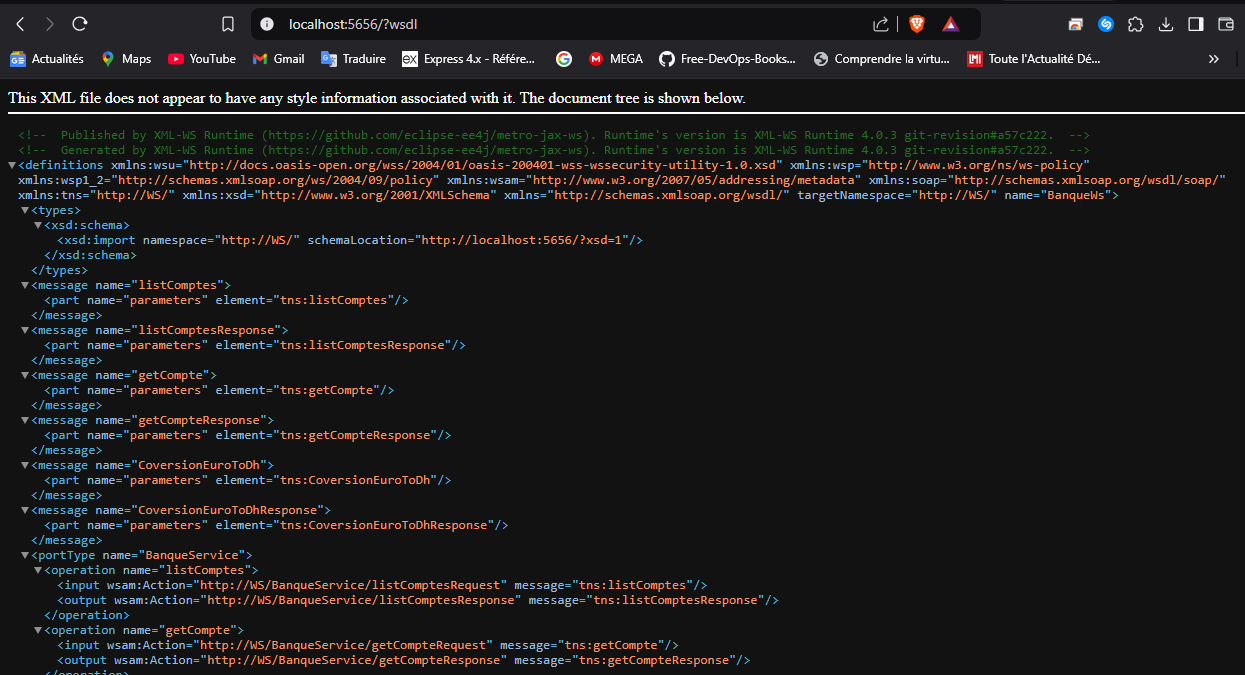 localhost:5656/?wsdl
Actualités Maps YouTube Gmail Traduire Express 4.x - Référe... MEGA Free-DevOps-Books... Comprendre la virtu... Toute l'Actualité Dé... »
This XML file does not appear to have any style information associated with it. The document tree is shown below.
<!--  Published by XML-WS Runtime (https://github.com/eclipse-ee4j/metro-jax-ws). Runtime's version is XML-WS Runtime 4.0.3 git-revision#a57c222.  -->
<!--  Generated by XML-WS Runtime (https://github.com/eclipse-ee4j/metro-jax-ws). Runtime's version is XML-WS Runtime 4.0.3 git-revision#a57c222.  -->
▼<definitions xmlns:wsu="http://docs.oasis-open.org/wss/2004/01/oasis-200401-wss-wssecurity-utility-1.0.xsd" xmlns:wsp="http://www.w3.org/ns/ws-policy"
xmlns:wsp1_2="http://schemas.xmlsoap.org/ws/2004/09/policy" xmlns:wsam="http://www.w3.org/2007/05/addressing/metadata" xmlns:soap="http://schemas.xmlsoap.org/wsdl/soap/"
xmlns:tns="http://WS/" xmlns:xsd="http://www.w3.org/2001/XMLSchema" xmlns="http://schemas.xmlsoap.org/wsdl/" targetNamespace="http://WS/" name="BanqueWs">
▼<types>
▼<xsd:schema>
<xsd:import namespace="http://WS/" schemaLocation="http://localhost:5656/?xsd=1"/>
</xsd:schema>
</types>
▼<message name="listComptes">
<part name="parameters" element="tns:listComptes"/>
</message>
▼<message name="listComptesResponse">
<part name="parameters" element="tns:listComptesResponse"/>
</message>
▼<message name="getCompte">
<part name="parameters" element="tns:getCompte"/>
</message>
▼<message name="getCompteResponse">
<part name="parameters" element="tns:getCompteResponse"/>
</message>
▼<message name="CoversionEuroToDh">
<part name="parameters" element="tns:CoversionEuroToDh"/>
</message>
▼<message name="CoversionEuroToDhResponse">
<part name="parameters" element="tns:CoversionEuroToDhResponse"/>
</message>
▼<portType name="BanqueService">
▼<operation name="listComptes">
<input wsam:Action="http://WS/BanqueService/listComptesRequest" message="tns:listComptes"/>
<output wsam:Action="http://WS/BanqueService/listComptesResponse" message="tns:listComptesResponse"/>
</operation>
▼<operation name="getCompte">
<input wsam:Action="http://WS/BanqueService/getCompteRequest" message="tns:getCompte"/>
<output wsam:Action="http://WS/BanqueService/getCompteResponse" message="tns:getCompteResponse"/>
</operation>